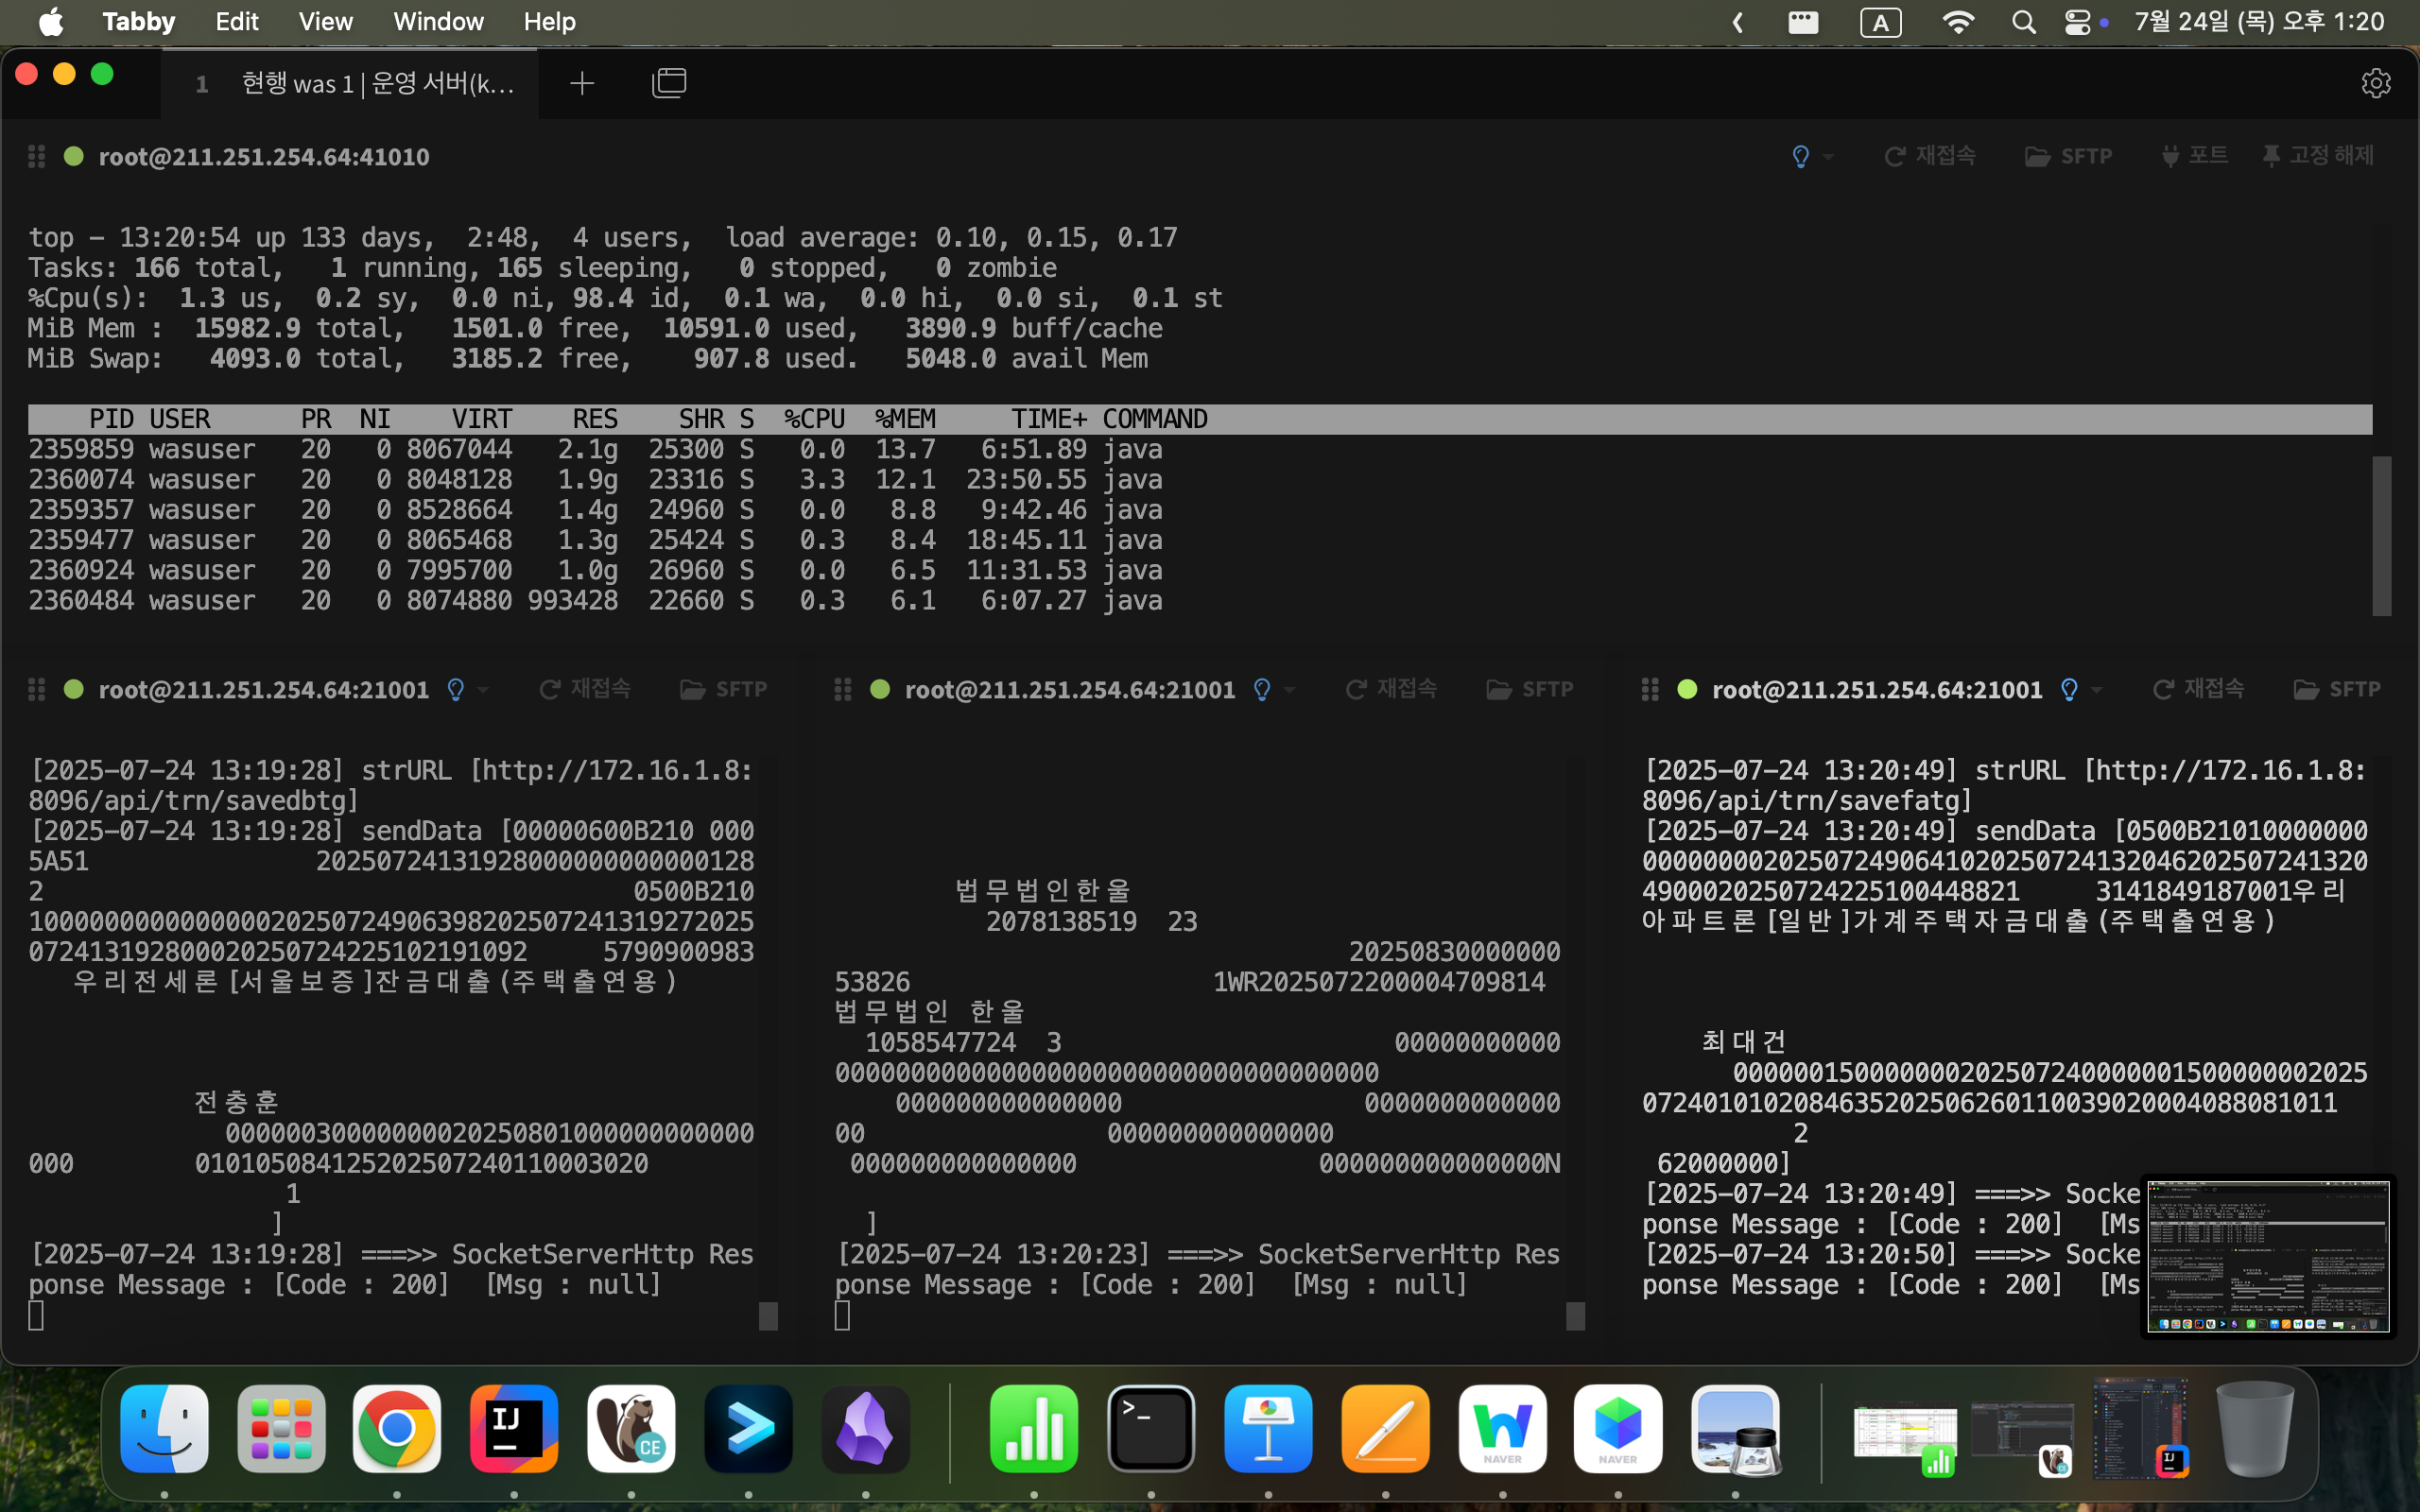 Tabby Edit View Window Help A 7월 24일 (목) 오후 1:20
1 현행 was 1 | 운영 서버(k...
root@211.251.254.64:41010 재접속 SFTP 포트 고정 해제
top - 13:20:54 up 133 days, 2:48, 4 users, load average: 0.10, 0.15, 0.17
Tasks: 166 total, 1 running, 165 sleeping, 0 stopped, 0 zombie
%Cpu(s): 1.3 us, 0.2 sy, 0.0 ni, 98.4 id, 0.1 wa, 0.0 hi, 0.0 si, 0.1 st
MiB Mem : 15982.9 total, 1501.0 free, 10591.0 used, 3890.9 buff/cache
MiB Swap: 4093.0 total, 3185.2 free, 907.8 used. 5048.0 avail Mem
PID USER PR NI VIRT RES SHR S %CPU %MEM TIME+ COMMAND
2359859 wasuser 20 0 8067044 2.1g 25300 S 0.0 13.7 6:51.89 java
2360074 wasuser 20 0 8048128 1.9g 23316 S 3.3 12.1 23:50.55 java
2359357 wasuser 20 0 8528664 1.4g 24960 S 0.0 8.8 9:42.46 java
2359477 wasuser 20 0 8065468 1.3g 25424 S 0.3 8.4 18:45.11 java
2360924 wasuser 20 0 7995700 1.0g 26960 S 0.0 6.5 11:31.53 java
2360484 wasuser 20 0 8074880 993428 22660 S 0.3 6.1 6:07.27 java
root@211.251.254.64:21001 재접속 SFTP
[2025-07-24 13:19:28] strURL [http://172.16.1.8:
8096/api/trn/savedbtg]
[2025-07-24 13:19:28] sendData [00000600B210 000
5A51 20250724131928000000000000128
2 0500B210
100000000000000020250724906398202507241319272025
07241319280002025072422510219​1092 5790900983
우리전세론 [서울보증]잔금대출(주택출연용)
전충훈
00000030000000020250801000000000000
000 010105084125202507240110003020
1
]
[2025-07-24 13:19:28] ===>> SocketServerHttp Res
ponse Message : [Code : 200] [Msg : null]
root@211.251.254.64:21001 재접속 SFTP
법무법인한울
2078138519 23
20250830000000
53826 1WR2025072200004709814
법무법인 한울
1058547724 3 00000000000
000000000000000000000000000000000000
000000000000000 0000000000000
00 000000000000000
000000000000000 000000000000000N
]
[2025-07-24 13:20:23] ===>> SocketServerHttp Res
ponse Message : [Code : 200] [Msg : null]
root@211.251.254.64:21001 재접속 SFTP
[2025-07-24 13:20:49] strURL [http://172.16.1.8:
8096/api/trn/savefatg]
[2025-07-24 13:20:49] sendData [0500B21010000000
000000002025072490641020250724132046202507241320
4900020250724225100448821 3141849187001우리
아파트론 [일반]가계주택자금대출(주택출연용)
최대건
000000150000000202507240000001500000002025
0724010102084635202506260110039020004088081011
2
62000000]
[2025-07-24 13:20:49] ===>> Socke
ponse Message : [Code : 200] [Ms
[2025-07-24 13:20:50] ===>> Socke
ponse Message : [Code : 200] [Ms
IJ
CE
NAVER
NAVER
CE
IJ